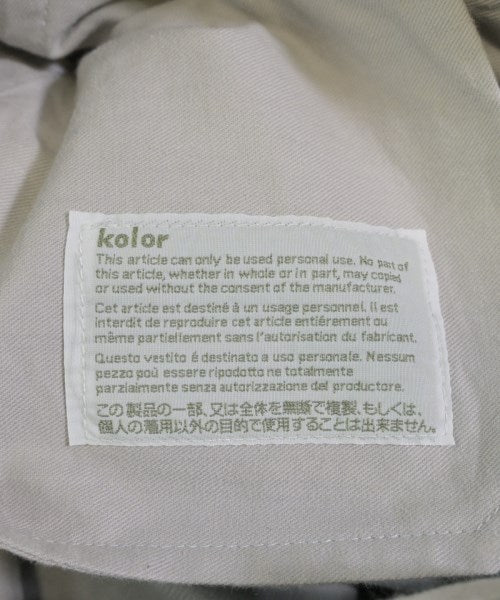 kolor
This article can only be used personal use. No part of
this article, whether in whole or in part, may copied
or used without the consent of the manufacturer.
Cet article est destiné à un usage personnel. Il est
interdit de reproduire cet article entiérement ou
même partiellement sans l'autorisation du fabricant.
Questo vestito é destinato a uso personale. Nessun
pezzo poú essere ripodotto ne totalmente
parzialmente senza autorizzazione del productore.
この製品の一部、又は全体を無断で複製、もしくは、
個人の着用以外の目的で使用することは出来ません。